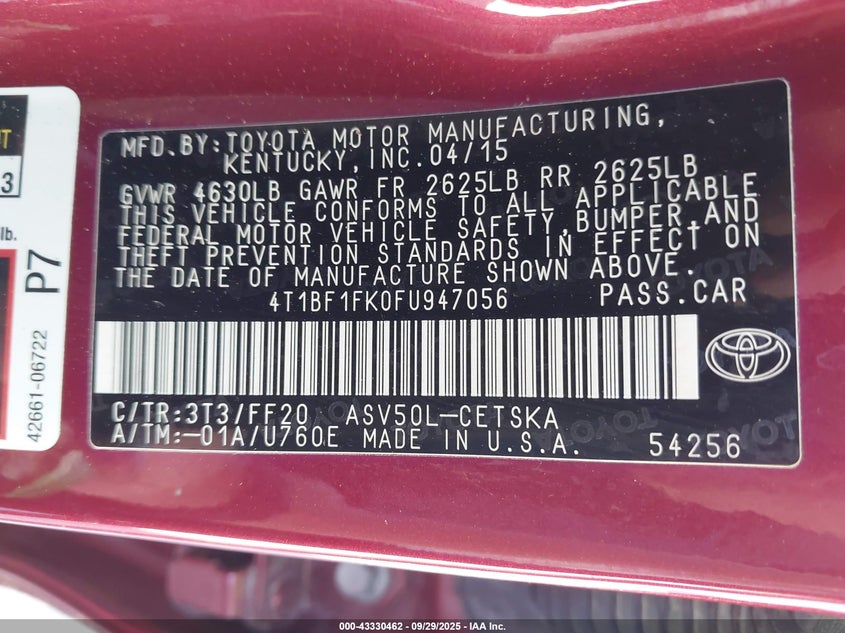 MFD. BY: TOYOTA MOTOR MANUFACTURING,
KENTUCKY, INC. 04/15
GVWR 4630LB GAWR FR 2625LB RR 2625LB
THIS VEHICLE CONFORMS TO ALL APPLICABLE
FEDERAL MOTOR VEHICLE SAFETY, BUMPER, AND
THEFT PREVENTION STANDARDS IN EFFECT ON
THE DATE OF MANUFACTURE SHOWN ABOVE.
4T1BF1FK0FU947056 PASS.CAR
C/TR:3T3/FF20 ASV50L-CETSKA
A/TM:-01A/U760E MADE IN U.S.A. 54256
3
lb.
P7
42661-06722
000-43330462 - 09/29/2025 - IAA Inc.